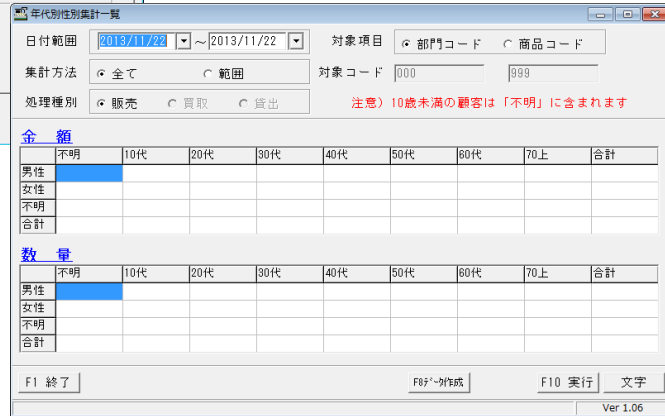 年代別性別集計一覧
日付範囲 2013/11/22 ～ 2013/11/22 対象項目 部門コード 商品コード
集計方法 全て 範囲 対象コード 000 999
処理種別 販売 買取 貸出 注意）10歳未満の顧客は「不明」に含まれます
金 額
不明 10代 20代 30代 40代 50代 60代 70上 合計
男性
女性
不明
合計
数 量
不明 10代 20代 30代 40代 50代 60代 70上 合計
男性
女性
不明
合計
F1 終了 F8ﾃﾞｰﾀ作成 F10 実行 文字
Ver 1.06